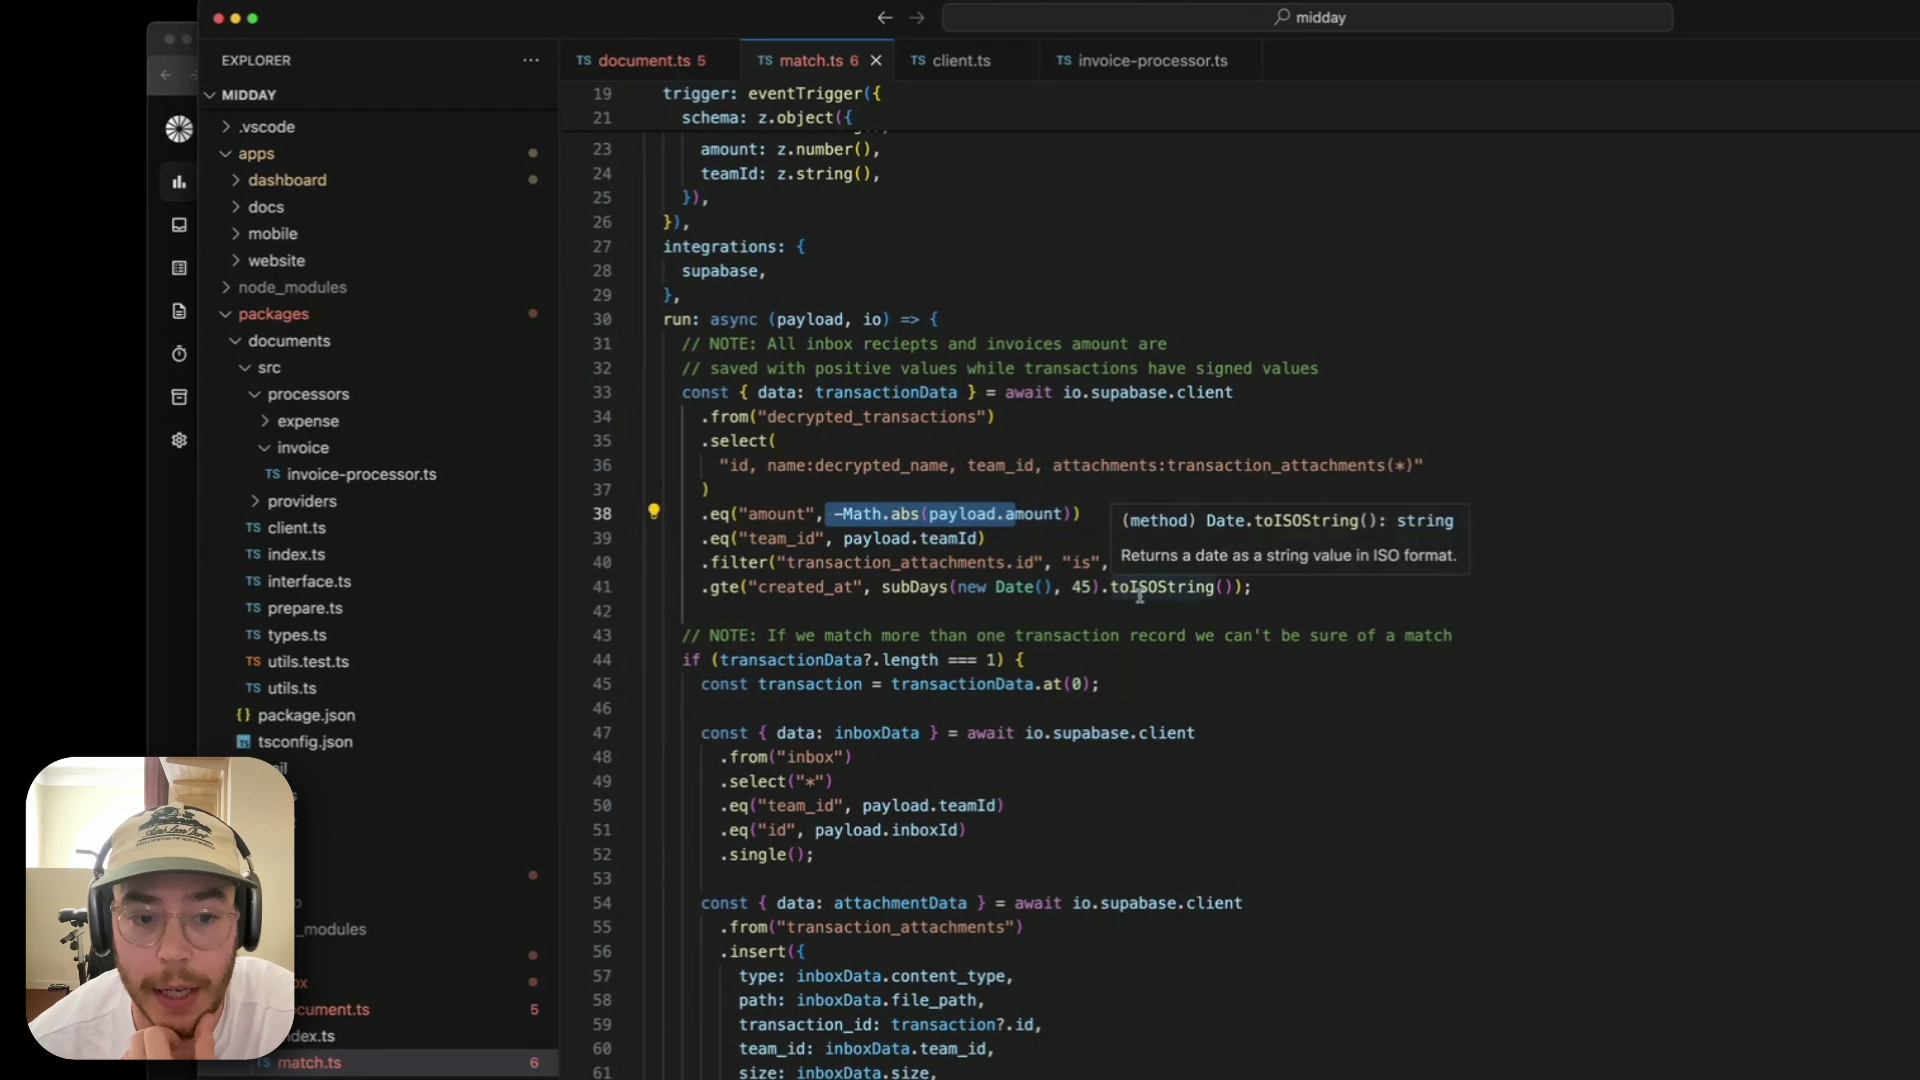 midday
EXPLORER
MIDDAY
.vscode
apps
dashboard
docs
mobile
website
node_modules
packages
documents
src
processors
expense
invoice
TS invoice-processor.ts
providers
TS client.ts
TS index.ts
TS interface.ts
TS prepare.ts
TS types.ts
TS utils.test.ts
TS utils.ts
{} package.json
TS tsconfig.json
_modules
cument.ts 5
dex.ts
TS match.ts 6
TS document.ts 5
TS match.ts 6
TS client.ts
TS invoice-processor.ts
19 trigger: eventTrigger({
21 schema: z.object({
23 amount: z.number(),
24 teamId: z.string(),
25 }),
26 }),
27 integrations: {
28 supabase,
29 },
30 run: async (payload, io) => {
31 // NOTE: All inbox reciepts and invoices amount are
32 // saved with positive values while transactions have signed values
33 const { data: transactionData } = await io.supabase.client
34 .from("decrypted_transactions")
35 .select(
36 "id, name:decrypted_name, team_id, attachments:transaction_attachments(*)"
37 )
38 .eq("amount", -Math.abs(payload.amount))
39 .eq("team_id", payload.teamId)
40 .filter("transaction_attachments.id", "is",
41 .gte("created_at", subDays(new Date(), 45).toISOString());
42
43 // NOTE: If we match more than one transaction record we can't be sure of a match
44 if (transactionData?.length === 1) {
45 const transaction = transactionData.at(0);
46
47 const { data: inboxData } = await io.supabase.client
48 .from("inbox")
49 .select("*")
50 .eq("team_id", payload.teamId)
51 .eq("id", payload.inboxId)
52 .single();
53
54 const { data: attachmentData } = await io.supabase.client
55 .from("transaction_attachments")
56 .insert({
57 type: inboxData.content_type,
58 path: inboxData.file_path,
59 transaction_id: transaction?.id,
60 team_id: inboxData.team_id,
61 size: inboxData.size,
(method) Date.toISOString(): string
Returns a date as a string value in ISO format.